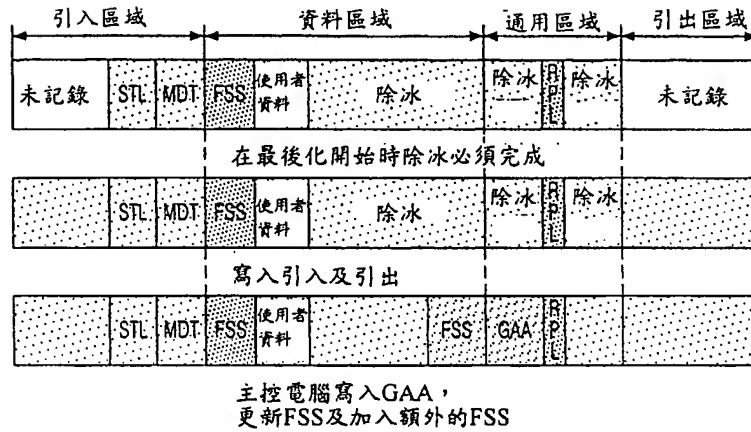 引入區域 資料區域 通用區域 引出區域
未記錄 STL MDT FSS 使用者資料 除冰 除冰 RPL 除冰 未記錄
在最後化開始時除冰必須完成
STL MDT FSS 使用者資料 除冰 除冰 RPL 除冰
寫入引入及引出
STL MDT FSS 使用者資料 FSS GAA RPL
主控電腦寫入GAA，
更新FSS及加入額外的FSS